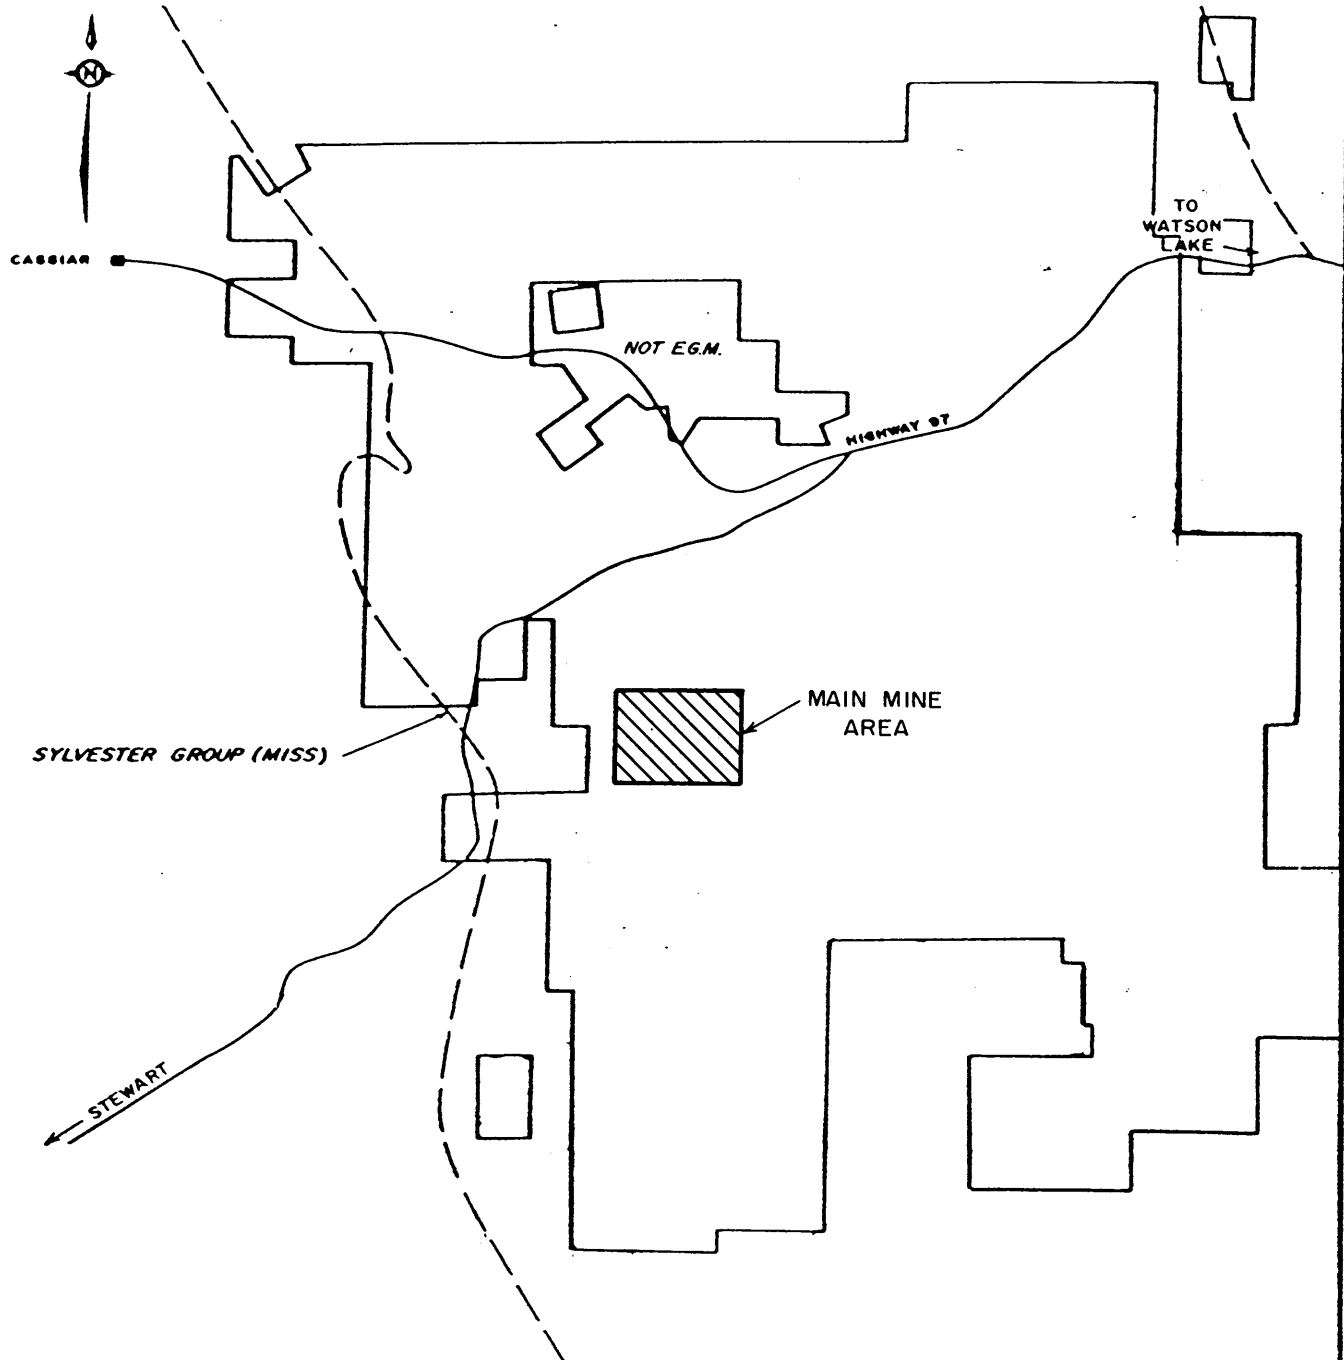 N
TO
WATSON
LAKE
CASSIAR
NOT E.G.M.
HIGHWAY 97
MAIN MINE
AREA
SYLVESTER GROUP (MISS)
STEWART